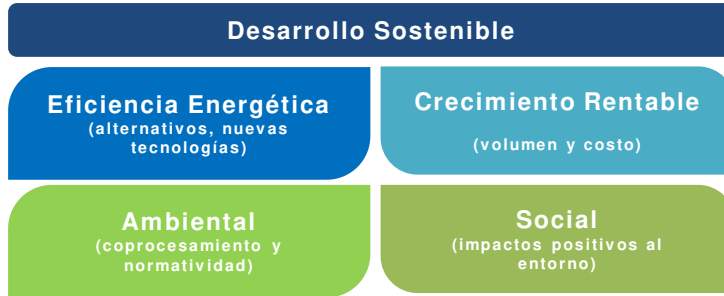 Desarrollo Sostenible
Eficiencia Energética
(alternativos, nuevas
tecnologías)
Crecimiento Rentable
(volumen y costo)
Ambiental
(coprocesamiento y
normatividad)
Social
(impactos positivos al
entorno)